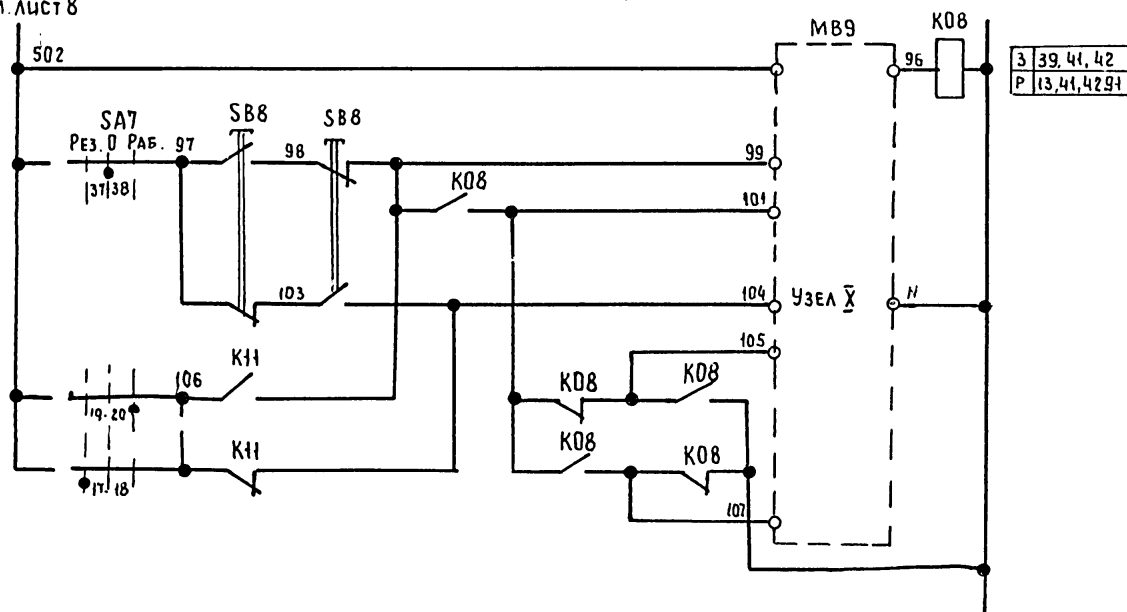 1. ЛИСТ 8
502
МВ9
К08
96
З 39, 41, 42
Р 13, 41, 42 91
SA7
SB8
SB8
РЕЗ. 0 РАБ. 97
98
99
37 38
К08
101
103
104
УЗЕЛ X
N
105
К11
106
К08
К08
19-20
К08
К11
К08
17-18
107